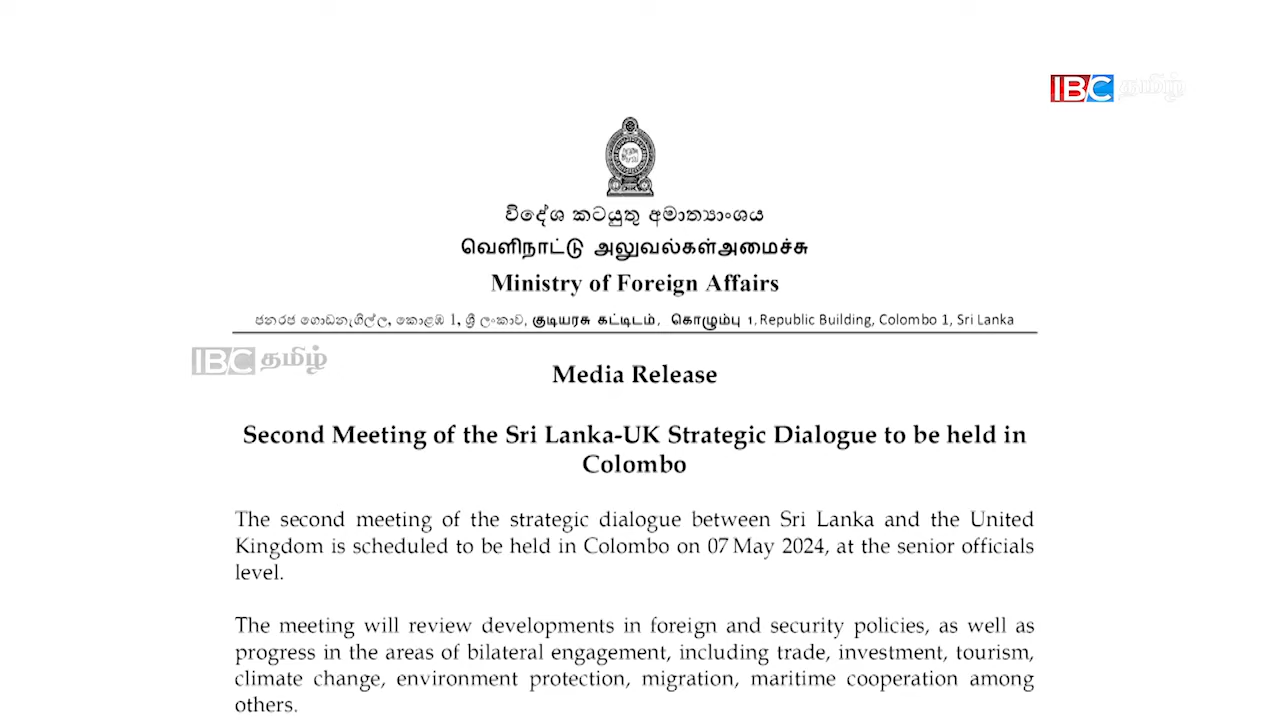 IBC தமிழ்
විදේශ කටයුතු අමාත්‍යාංශය
வெளிநாட்டு அலுவல்கள்அமைச்சு
Ministry of Foreign Affairs
ජනරජ ගොඩනැගිල්ල, කොළඹ 1, ශ්‍රී ලංකාව, குடியரசு கட்டிடம், கொழும்பு 1, Republic Building, Colombo 1, Sri Lanka
IBC தமிழ்
Media Release
Second Meeting of the Sri Lanka-UK Strategic Dialogue to be held in
Colombo
The second meeting of the strategic dialogue between Sri Lanka and the United
Kingdom is scheduled to be held in Colombo on 07 May 2024, at the senior officials
level.
The meeting will review developments in foreign and security policies, as well as
progress in the areas of bilateral engagement, including trade, investment, tourism,
climate change, environment protection, migration, maritime cooperation among
others.